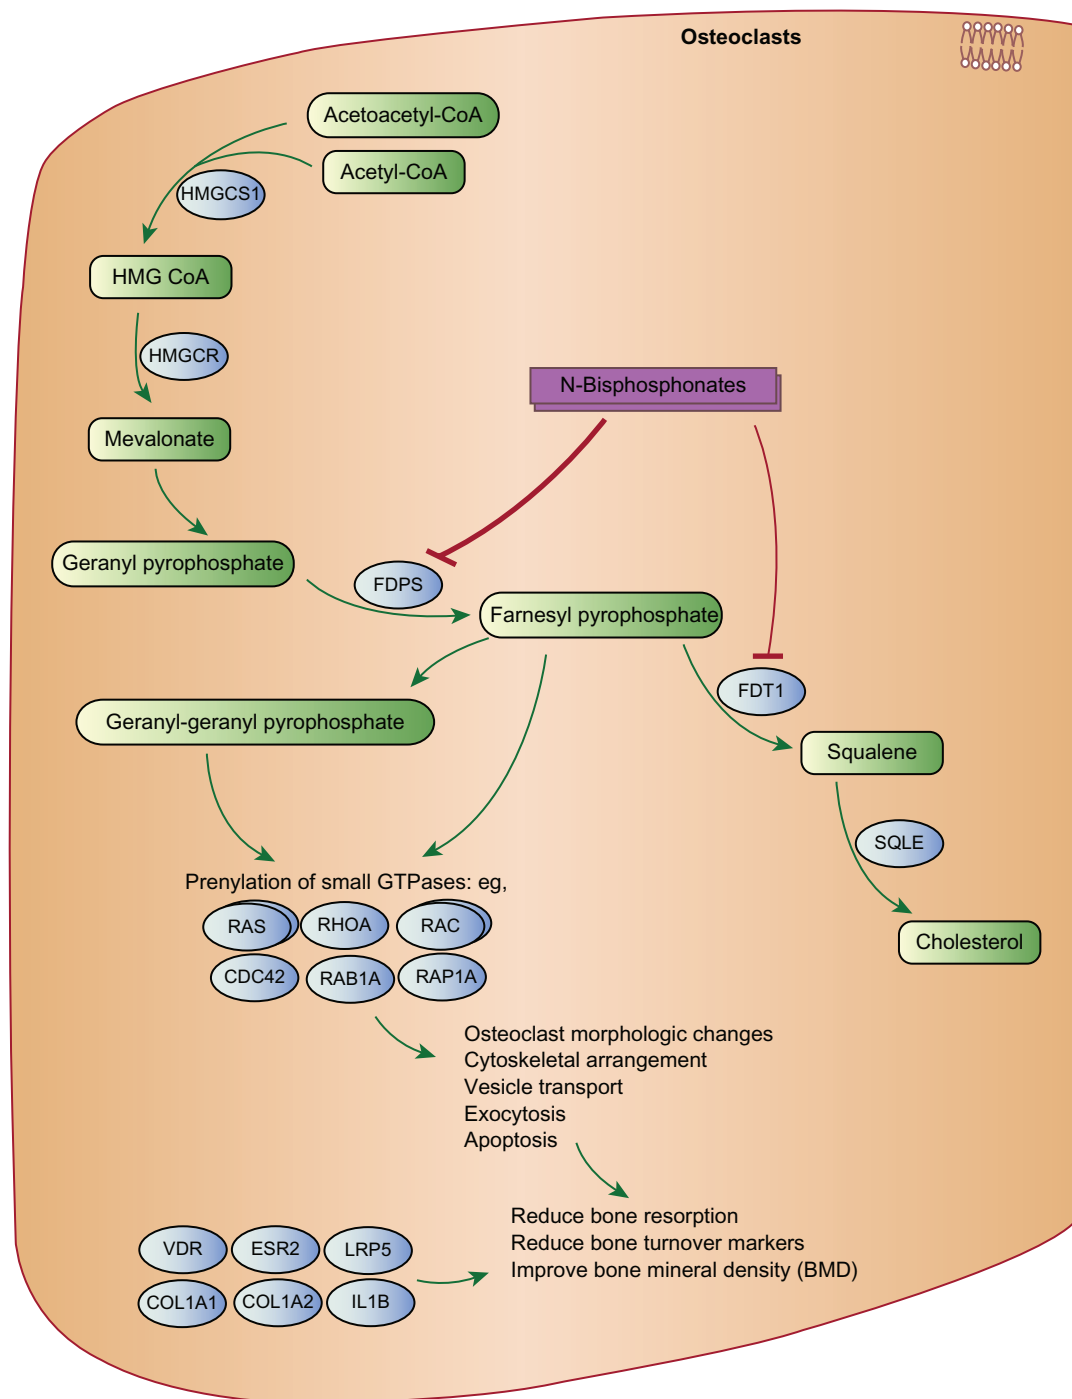 Osteoclasts
Acetoacetyl-CoA
Acetyl-CoA
HMGCS1
HMG CoA
HMGCR
N-Bisphosphonates
Mevalonate
Geranyl pyrophosphate
FDPS
Farnesyl pyrophosphate
FDT1
Geranyl-geranyl pyrophosphate
Squalene
SQLE
Prenylation of small GTPases: eg,
RAS RHOA RAC
Cholesterol
CDC42 RAB1A RAP1A
Osteoclast morphologic changes
Cytoskeletal arrangement
Vesicle transport
Exocytosis
Apoptosis
Reduce bone resorption
Reduce bone turnover markers
Improve bone mineral density (BMD)
VDR ESR2 LRP5
COL1A1 COL1A2 IL1B